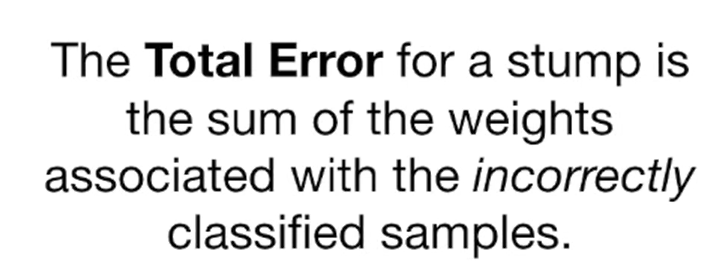 The Total Error for a stump is
the sum of the weights
associated with the incorrectly
classified samples.